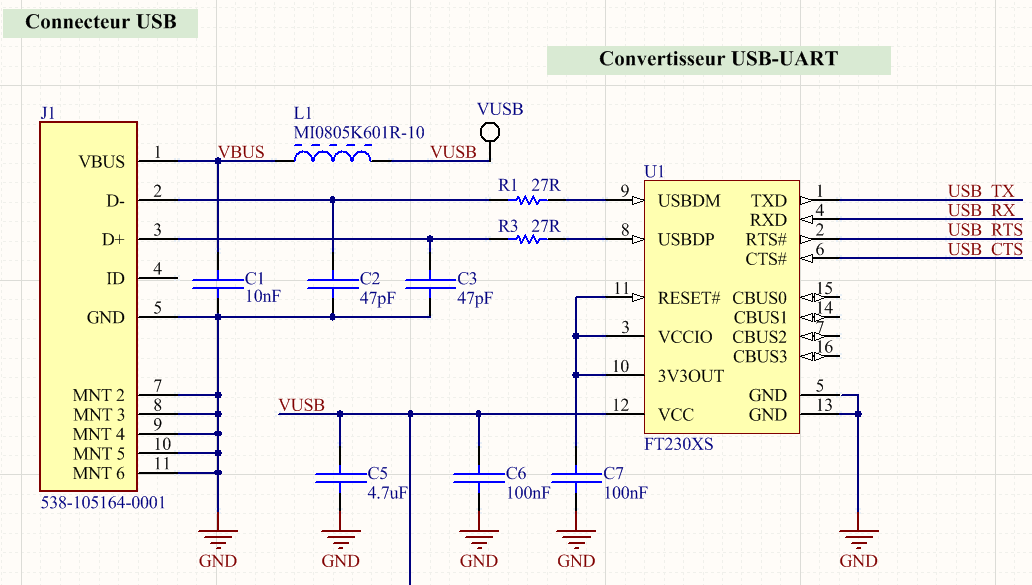 Connecteur USB
Convertisseur USB-UART
J1
L1
MI0805K601R-10
VUSB
VBUS 1 VBUS VUSB
U1
D- 2 R1 27R 9 USBDM TXD 1 USB_TX
RXD 4 USB_RX
D+ 3 R3 27R 8 USBDP RTS# 2 USB_RTS
CTS# 6 USB_CTS
ID 4 C1 C2 C3
10nF 47pF 47pF
11 RESET# CBUS0 15
GND 5 CBUS1 14
3 VCCIO CBUS2 7
CBUS3 16
10 3V3OUT
MNT 2 7 GND 5
MNT 3 8 VUSB 12 VCC GND 13
MNT 4 9
FT230XS
MNT 5 10
MNT 6 11 C5 C6 C7
4.7uF 100nF 100nF
538-105164-0001
GND GND GND GND GND